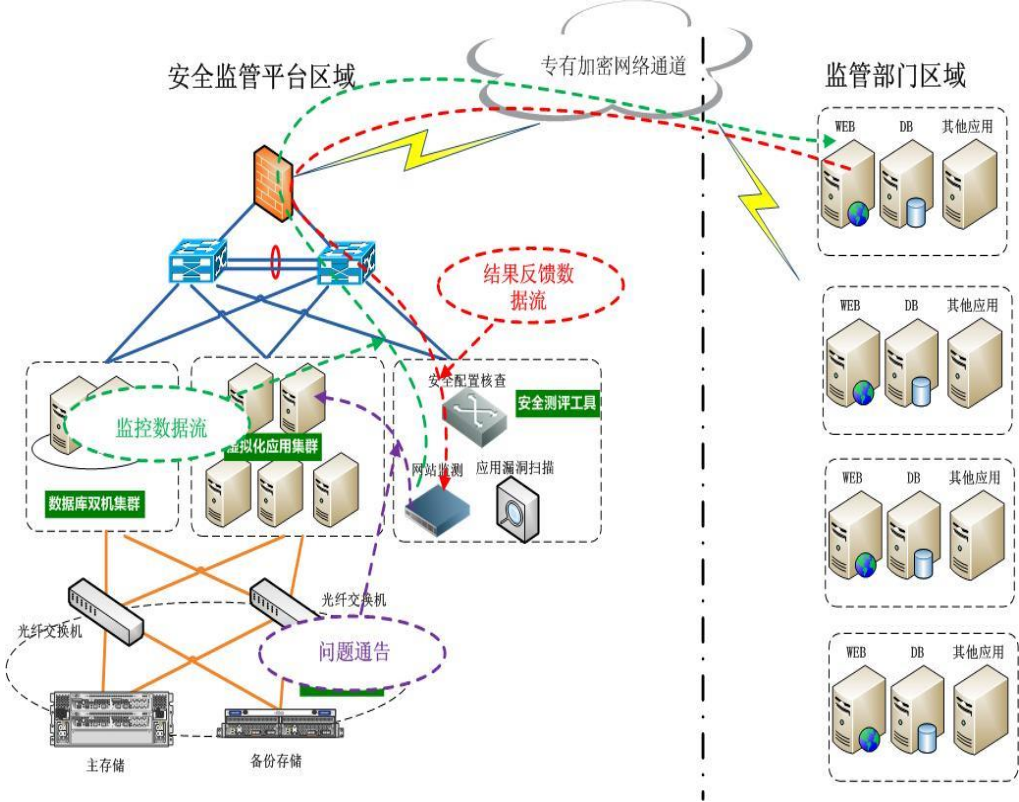 专有加密网络通道
安全监管平台区域
监管部门区域
WEB
DB
其他应用
结果反馈数
据流
WEB
DB
其他应用
安全配置核查
安全测评工具
监控数据流
虚拟化应用集群
网站监测
应用漏洞扫描
数据库双机集群
WEB
DB
其他应用
光纤交换机
光纤交换机
问题通告
WEB
DB
其他应用
主存储
备份存储